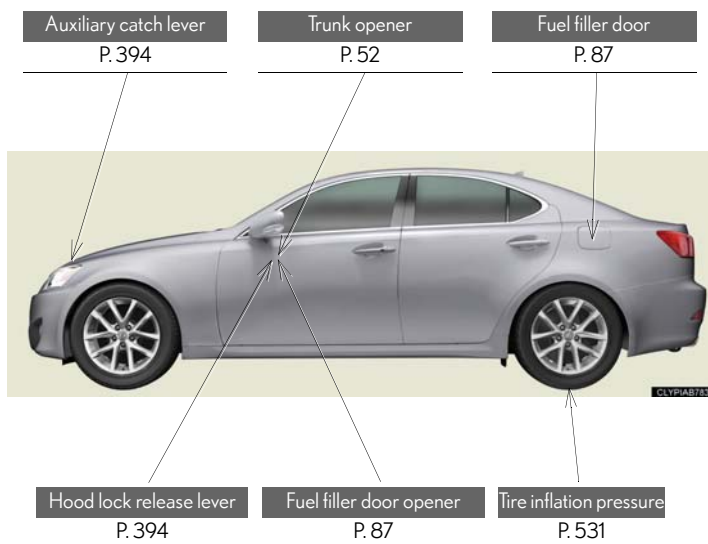 Auxiliary catch lever
P. 394
Trunk opener
P. 52
Fuel filler door
P. 87
CLYPIAB783
Hood lock release lever
P. 394
Fuel filler door opener
P. 87
Tire inflation pressure
P. 531